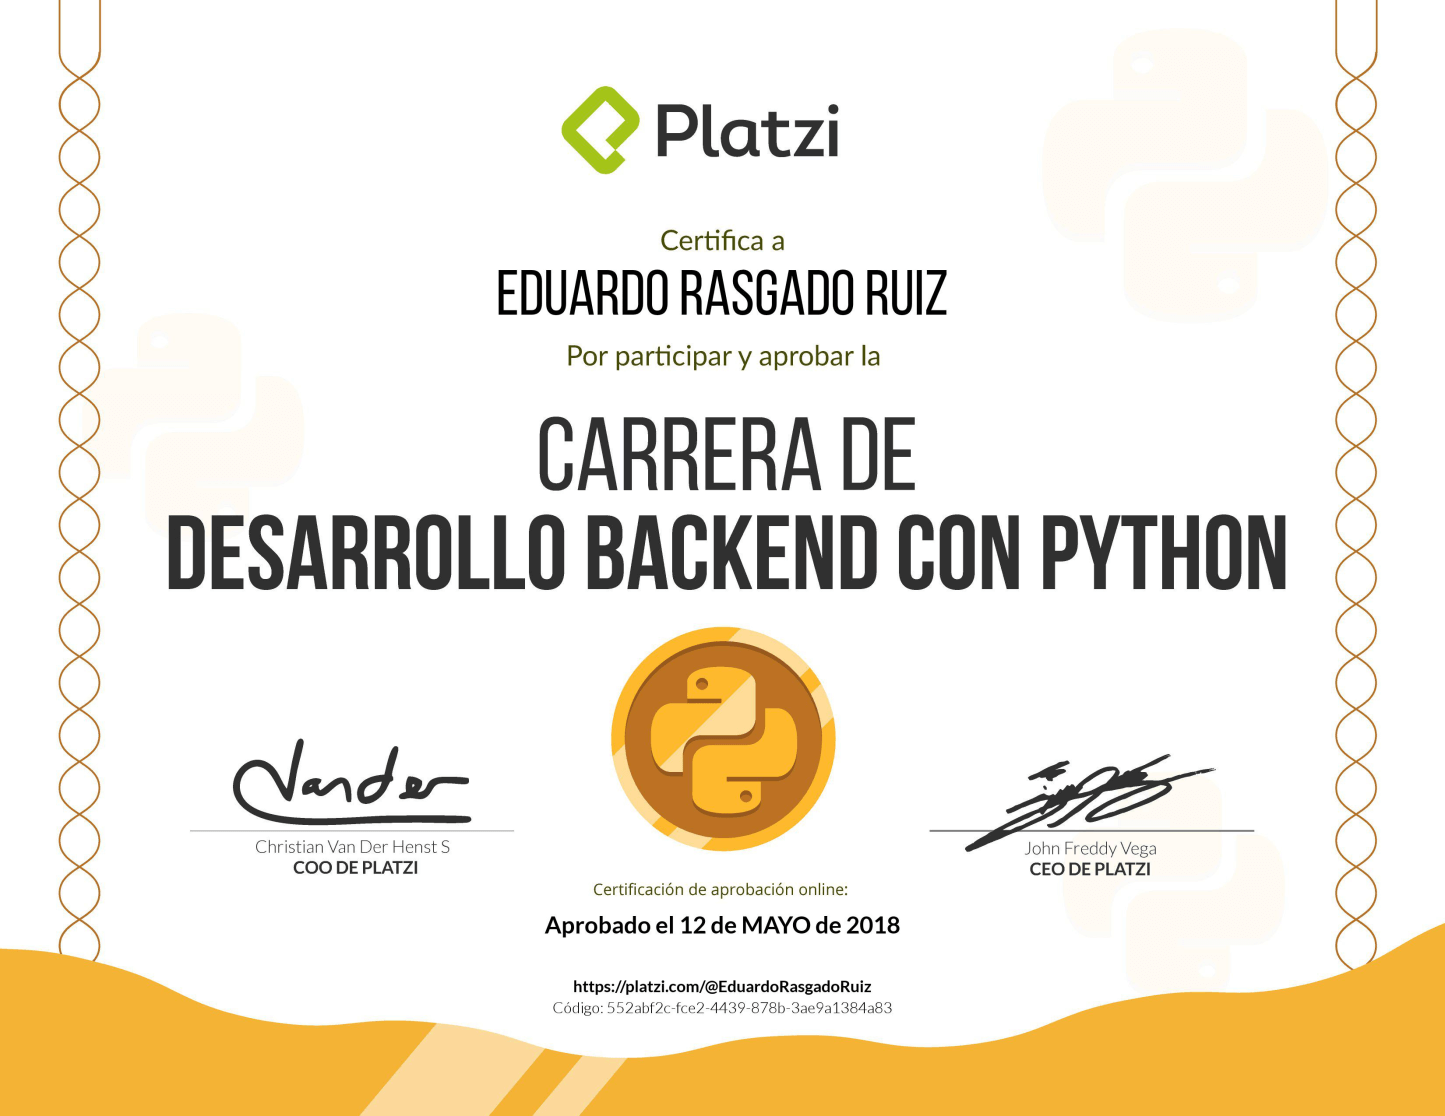 Platzi
Certifica a
EDUARDO RASGADO RUIZ
Por participar y aprobar la
CARRERA DE
DESARROLLO BACKEND CON PYTHON
Vander
Christian Van Der Henst S
COO DE PLATZI
John Freddy Vega
CEO DE PLATZI
Certificación de aprobación online:
Aprobado el 12 de MAYO de 2018
https://platzi.com/@EduardoRasgadoRuiz
Código: 552abf2c-fce2-4439-878b-3ae9a1384a83